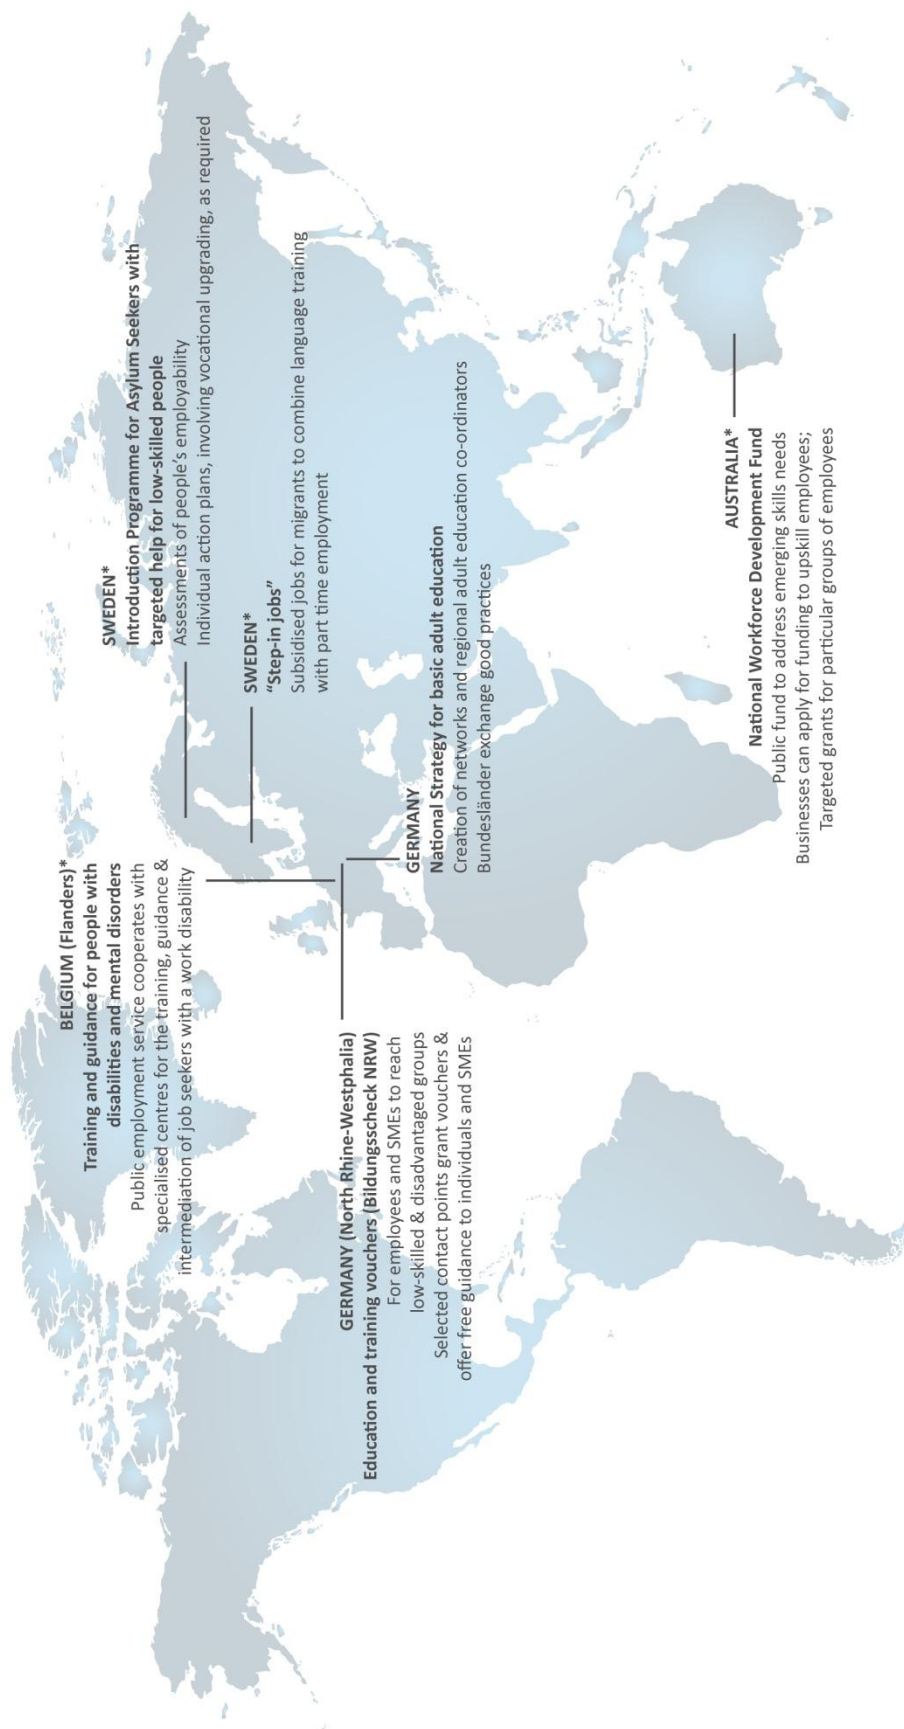 BELGIUM (Flanders)*
Training and guidance for people with
disabilities and mental disorders
Public employment service cooperates with
specialised centres for the training, guidance &
intermediation of job seekers with a work disability
SWEDEN*
Introduction Programme for Asylum Seekers with
targeted help for low-skilled people
Assessments of people's employability
Individual action plans, involving vocational upgrading, as required
SWEDEN*
“Step-in jobs”
Subsidised jobs for migrants to combine language training
with part time employment
GERMANY (North Rhine-Westphalia)
Education and training vouchers (Bildungsscheck NRW)
For employees and SMEs to reach
low-skilled & disadvantaged groups
Selected contact points grant vouchers &
offer free guidance to individuals and SMEs
GERMANY
National Strategy for basic adult education
Creation of networks and regional adult education co-ordinators
Bundesländer exchange good practices
AUSTRALIA*
National Workforce Development Fund
Public fund to address emerging skills needs
Businesses can apply for funding to upskill employees;
Targeted grants for particular groups of employees